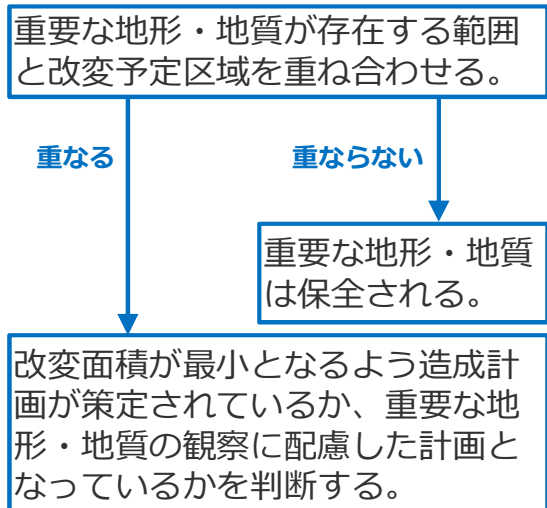 重要な地形・地質が存在する範囲
と改変予定区域を重ね合わせる。
重なる
重ならない
重要な地形・地質
は保全される。
改変面積が最小となるよう造成計
画が策定されているか、重要な地
形・地質の観察に配慮した計画と
なっているかを判断する。